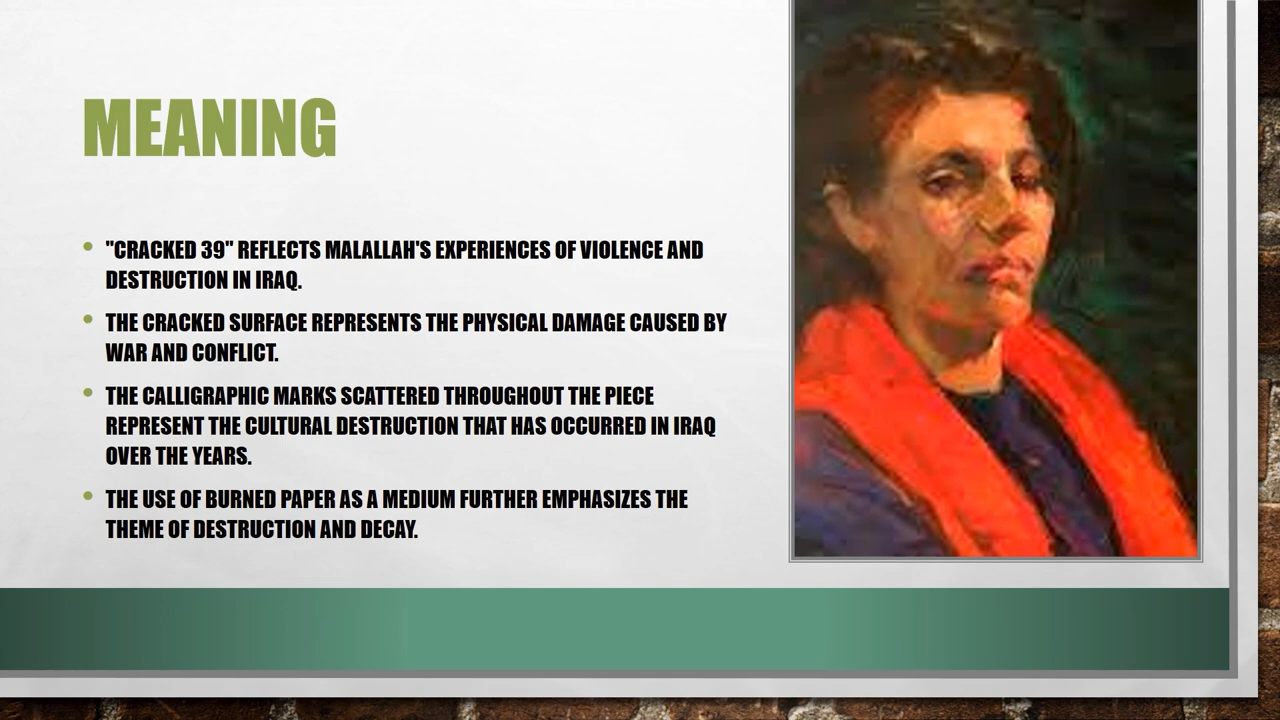 MEANING
"CRACKED 39" REFLECTS MALALLAH'S EXPERIENCES OF VIOLENCE AND
DESTRUCTION IN IRAQ.
THE CRACKED SURFACE REPRESENTS THE PHYSICAL DAMAGE CAUSED BY
WAR AND CONFLICT.
THE CALLIGRAPHIC MARKS SCATTERED THROUGHOUT THE PIECE
REPRESENT THE CULTURAL DESTRUCTION THAT HAS OCCURRED IN IRAQ
OVER THE YEARS.
THE USE OF BURNED PAPER AS A MEDIUM FURTHER EMPHASIZES THE
THEME OF DESTRUCTION AND DECAY.